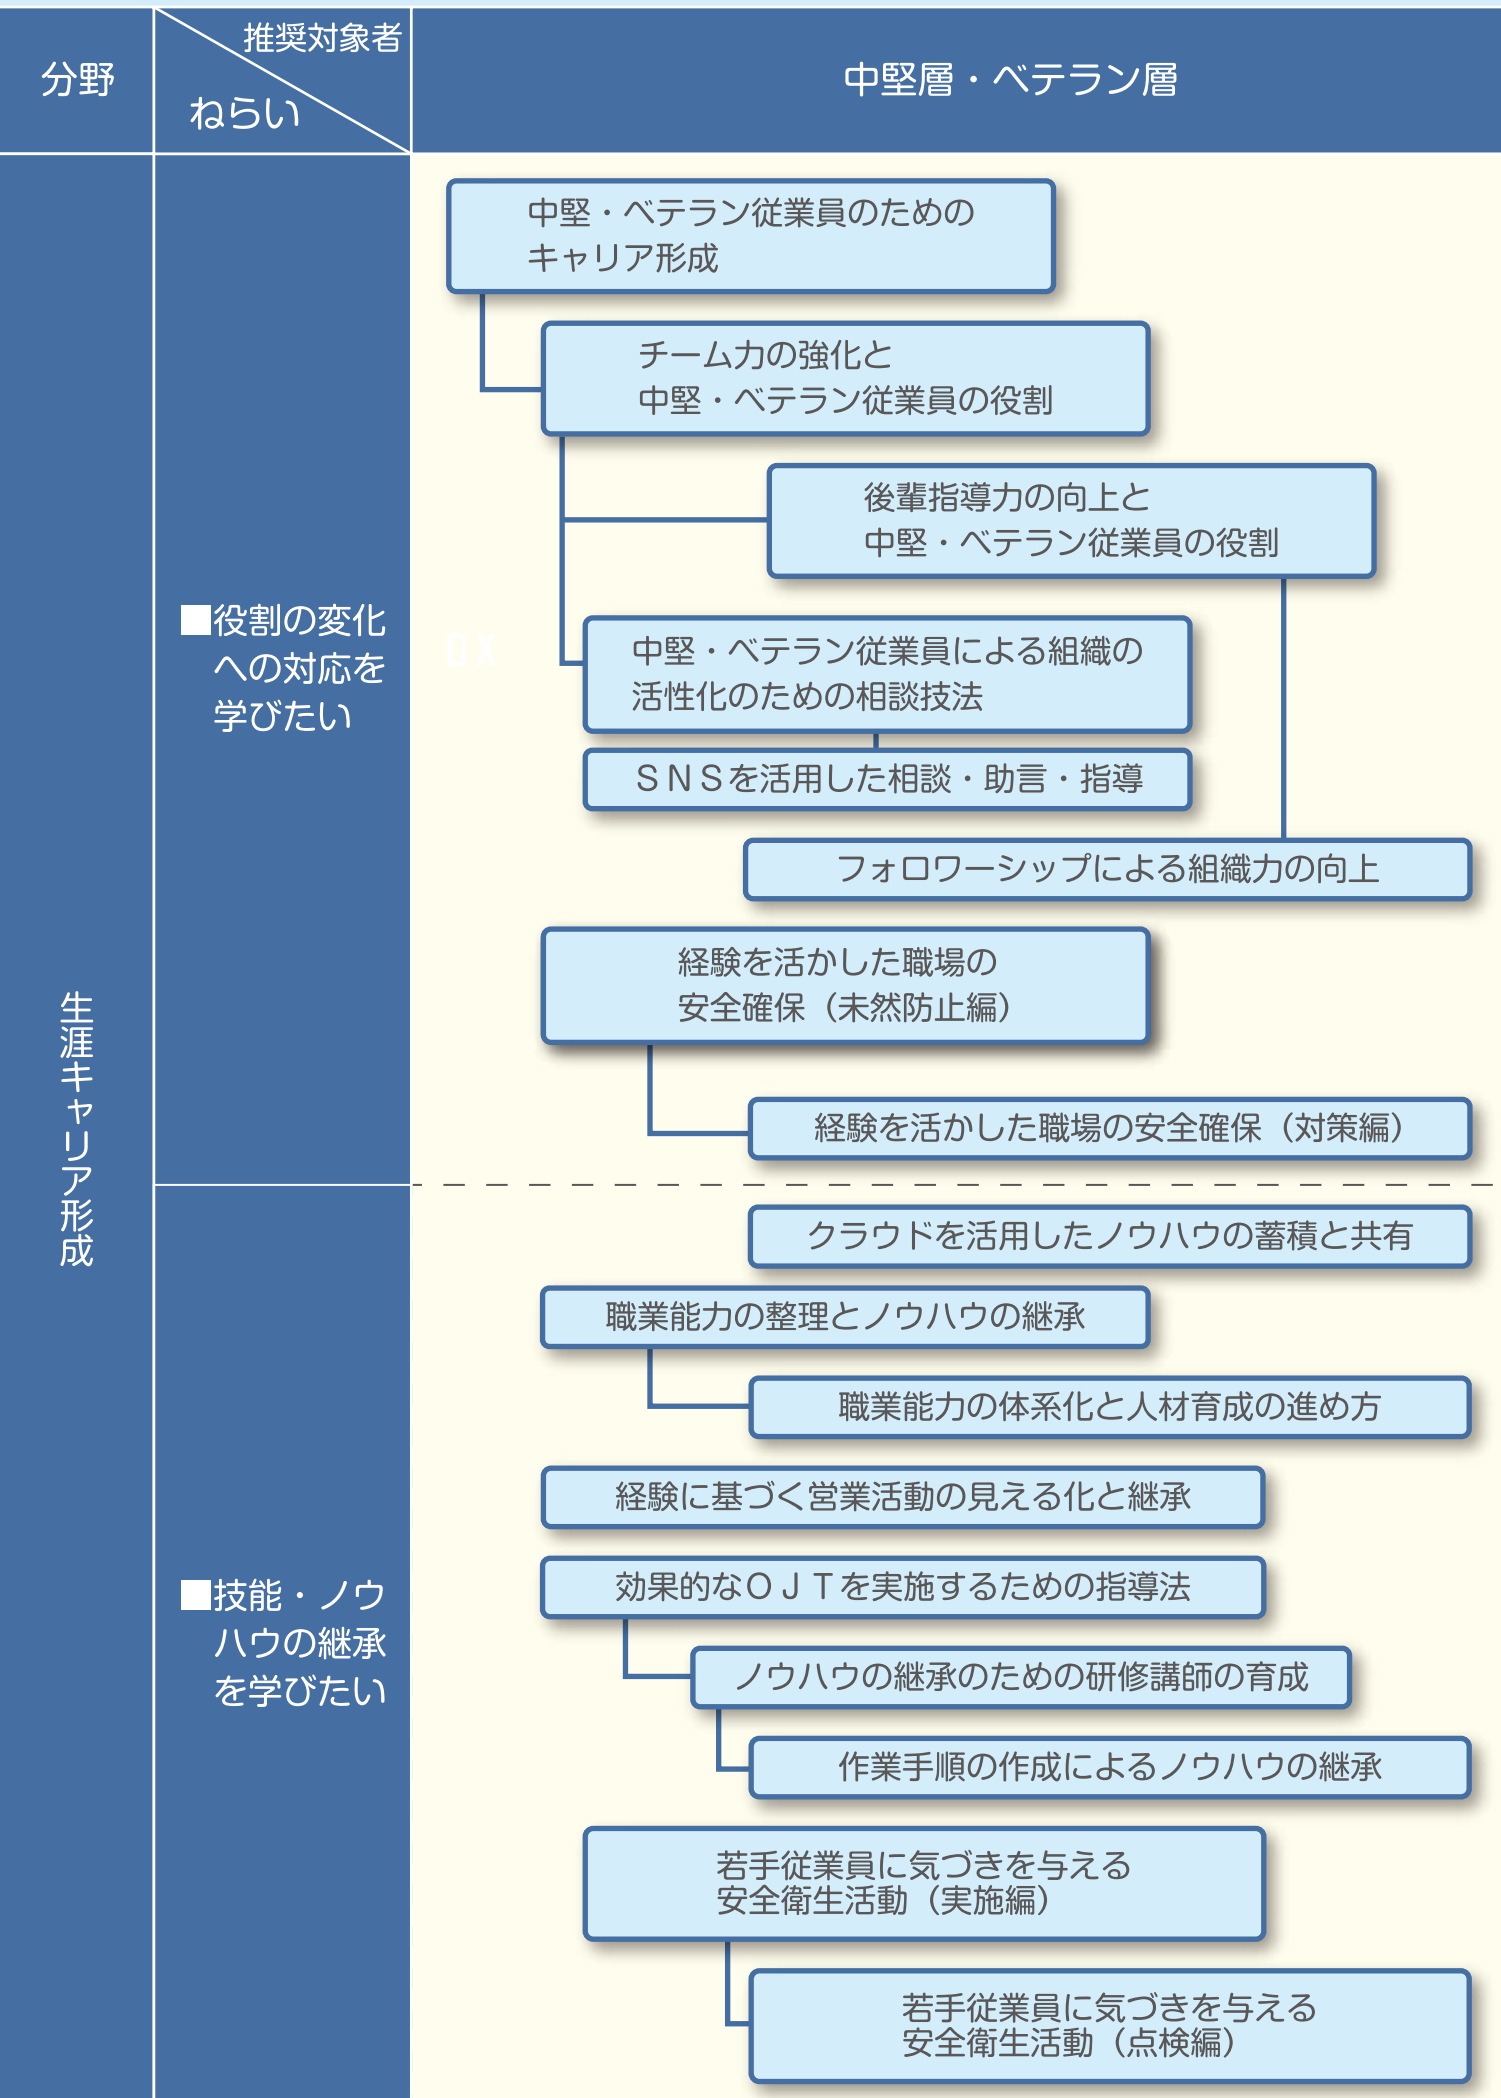 分野
推奨対象者
ねらい
中堅層・ベテラン層
生涯キャリア形成
■役割の変化
への対応を
学びたい
中堅・ベテラン従業員のための
キャリア形成
チーム力の強化と
中堅・ベテラン従業員の役割
後輩指導力の向上と
中堅・ベテラン従業員の役割
DX
中堅・ベテラン従業員による組織の
活性化のための相談技法
ＳＮＳを活用した相談・助言・指導
フォロワーシップによる組織力の向上
経験を活かした職場の
安全確保（未然防止編）
経験を活かした職場の安全確保（対策編）
■技能・ノウ
ハウの継承
を学びたい
クラウドを活用したノウハウの蓄積と共有
職業能力の整理とノウハウの継承
職業能力の体系化と人材育成の進め方
経験に基づく営業活動の見える化と継承
効果的なＯＪＴを実施するための指導法
ノウハウの継承のための研修講師の育成
作業手順の作成によるノウハウの継承
若手従業員に気づきを与える
安全衛生活動（実施編）
若手従業員に気づきを与える
安全衛生活動（点検編）